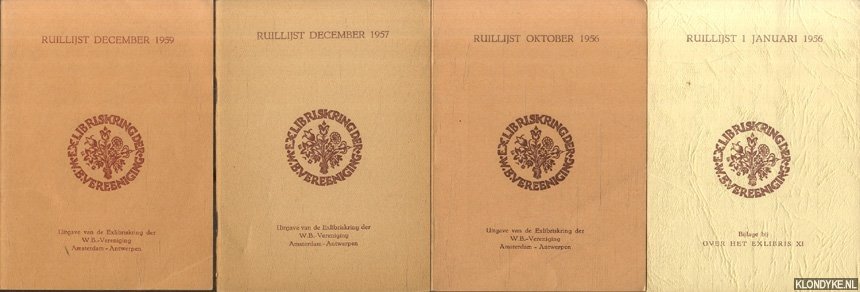 RUILLIJST DECEMBER 1959
EXLIBRISKRING DER
W.B. VEREENIGING
Uitgave van de Exlibriskring der
W.B.-Vereniging
Amsterdam - Antwerpen
RUILLIJST DECEMBER 1957
EXLIBRISKRING DER
W.B. VEREENIGING
Uitgave van de Exlibriskring der
W.B.-Vereniging
Amsterdam - Antwerpen
RUILLIJST OKTOBER 1956
EXLIBRISKRING DER
W.B. VEREENIGING
Uitgave van de Exlibriskring der
W.B.-Vereniging
Amsterdam - Antwerpen
RUILLIJST 1 JANUARI 1956
EXLIBRISKRING DER
W.B. VEREENIGING
Bijlage bij
OVER HET EXLIBRIS XI
KLONDYKE.NL